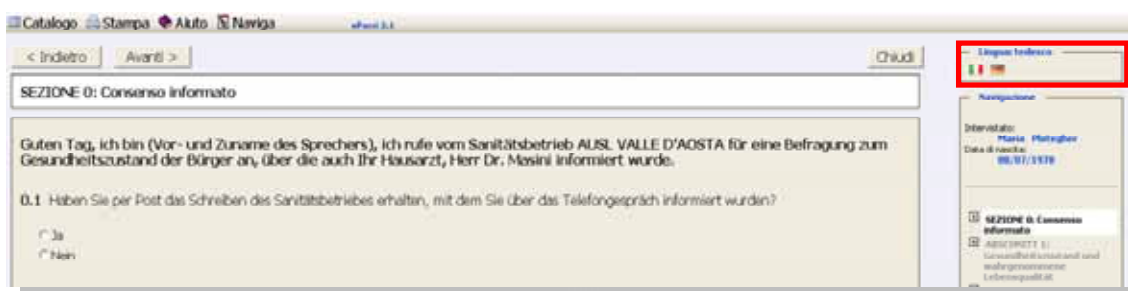 Catalogo Stampa Aiuto Naviga
< Indietro Avanti > Chiudi
SEZIONE 0: Consenso informato
Guten Tag, ich bin (Vor- und Zuname des Sprechers), ich rufe vom Sanitätsbetrieb AUSL VALLE D'AOSTA für eine Befragung zum
Gesundheitszustand der Bürger an, über die auch Ihr Hausarzt, Herr Dr. Masini informiert wurde.
0.1 Haben Sie per Post das Schreiben des Sanitätsbetriebes erhalten, mit dem Sie über das Telefongespräch informiert wurden?
Ja
Nein
Lingua: tedesco
Navigazione
Intervistato:
Maria
Data di nascita:
08/07/1970
SEZIONE 0: Consenso
informato
ABSCHNITT 1:
Gesundheitszustand und
wahrgenommene
Lebensqualität